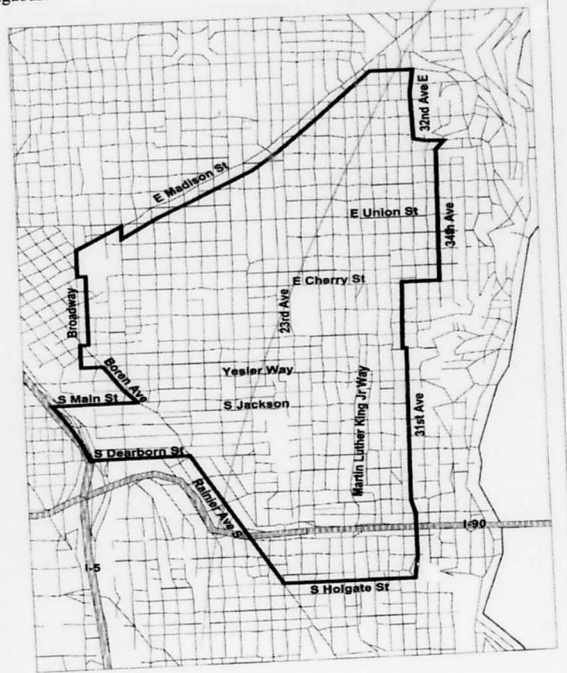 32nd Ave E
E Madison St
E Union St
34th Ave
E Cherry St
23rd Ave
Broadway
Boren Ave
Yesler Way
S Main St
S Jackson
Martin Luther King Jr Way
31st Ave
S Dearborn St
Rainier Ave S
I-90
I-5
S Holgate St